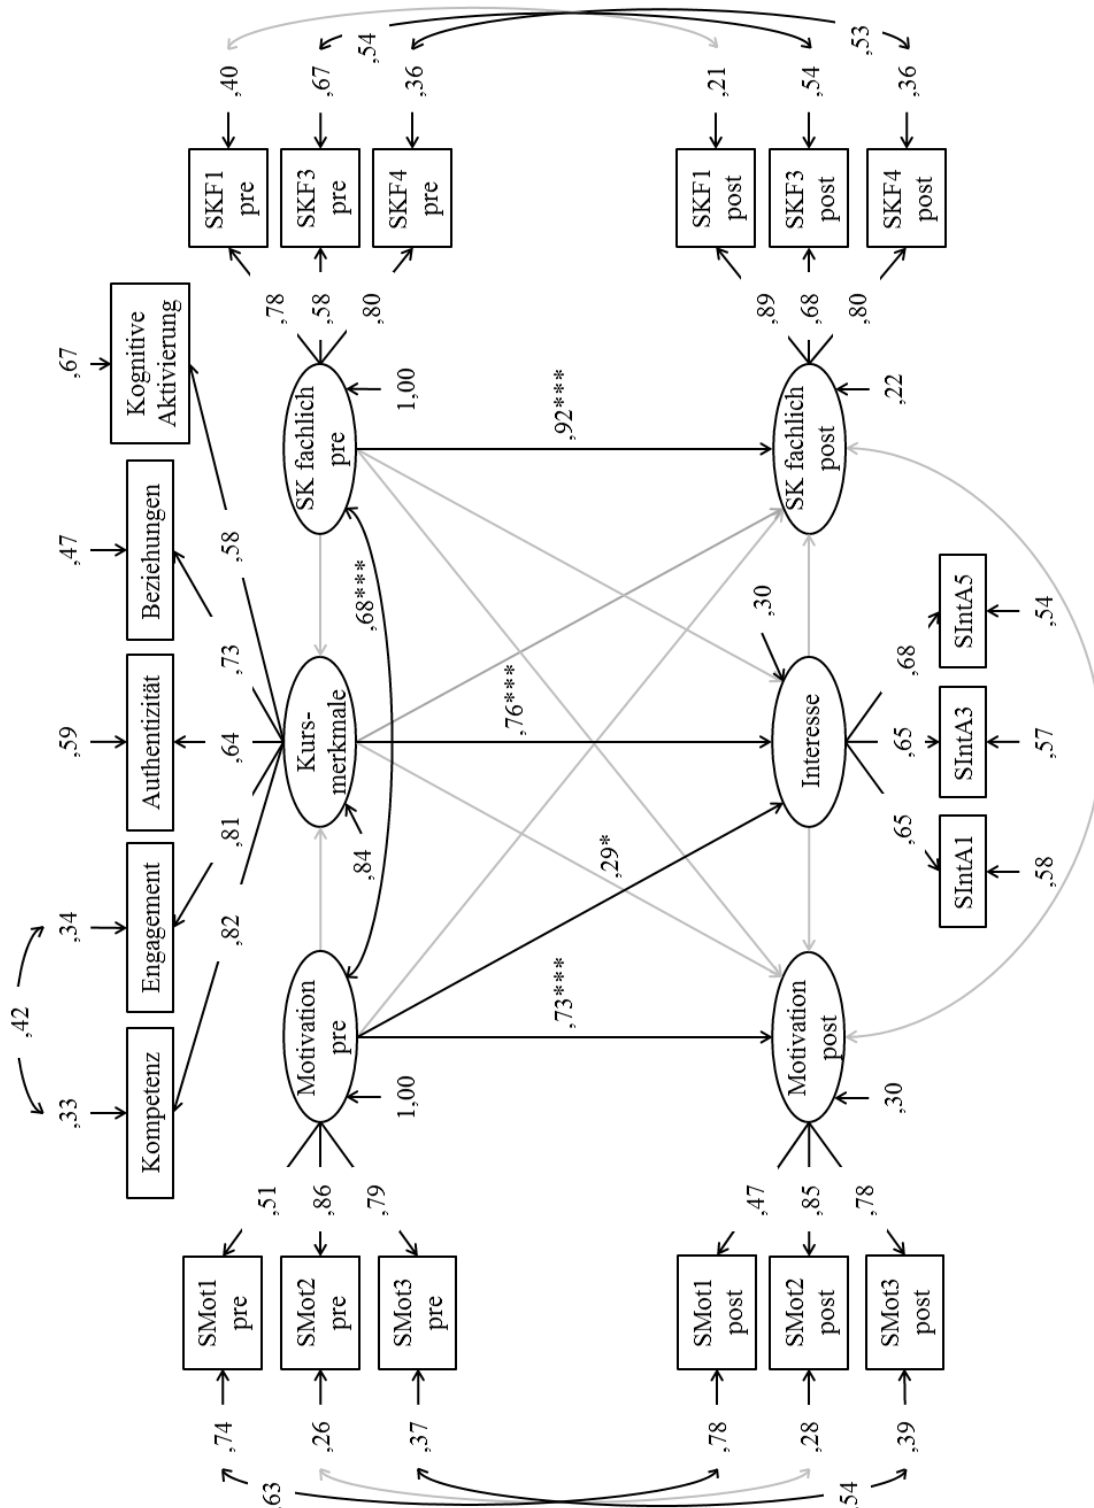 ,42
,33
,34
,59
,47
,67
Kompetenz
Engagement
Authentizität
Beziehungen
Kognitive
Aktivierung
,82
,81
,64
,73
,58
,74
,26
,37
SMot1
pre
SMot2
pre
SMot3
pre
,51
,86
,79
Motivation
pre
1,00
Kurs-
merkmale
,84
SK fachlich
pre
1,00
,68***
,78
,58
,80
SKF1
pre
SKF3
pre
SKF4
pre
,40
,67
,36
63
,54
,73***
,29*
,76***
,92***
54
,53
,78
,28
,39
SMot1
post
SMot2
post
SMot3
post
,47
,85
,78
Motivation
post
,30
Interesse
,30
SK fachlich
post
,22
,89
,68
,80
SKF1
post
SKF3
post
SKF4
post
,21
,54
,36
,65
,65
,68
SIntA1
SIntA3
SIntA5
,58
,57
,54